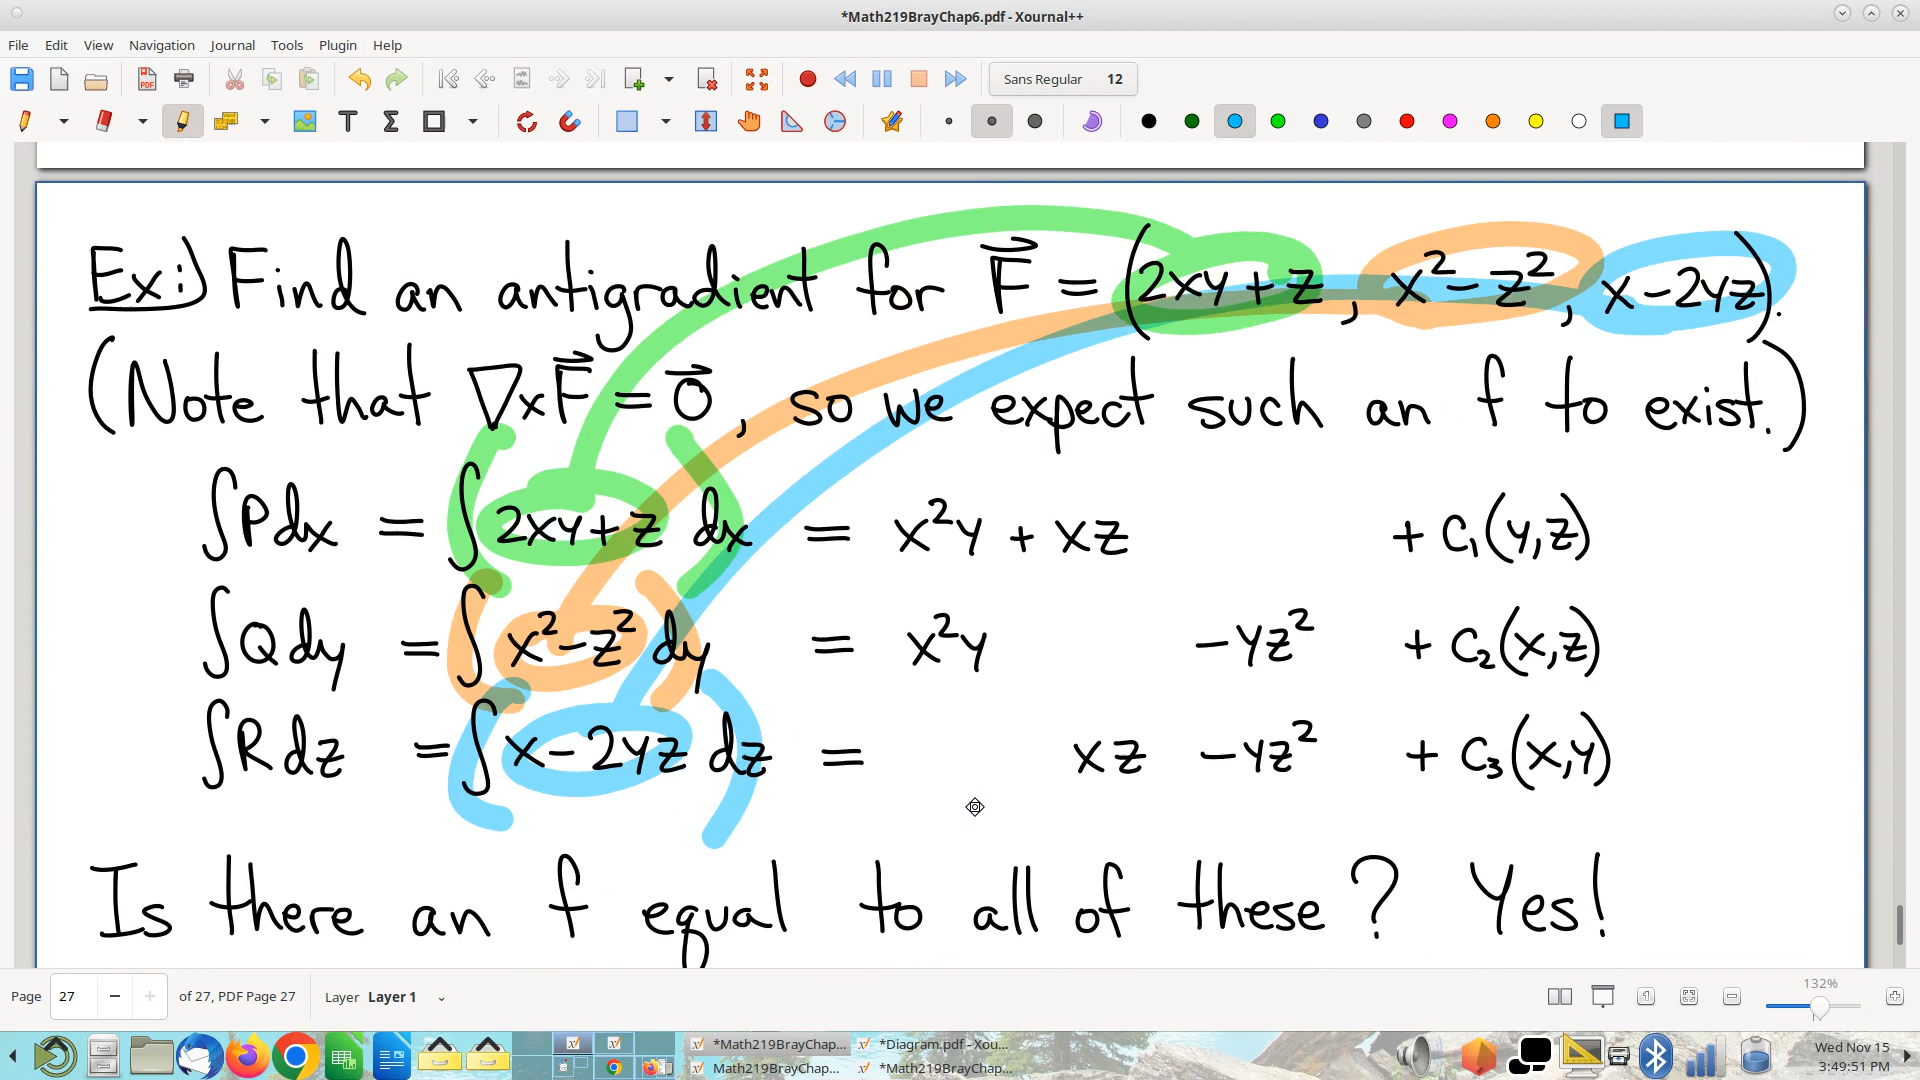 *Math219BrayChap6.pdf - Xournal++
File Edit View Navigation Journal Tools Plugin Help
Sans Regular 12
Ex:) Find an antigradient for F⃗ = (2xy+z, x²-z², x-2yz).
(Note that ∇×F⃗ = 0⃗, so we expect such an f to exist.)
∫Pdx = ∫2xy+z dx = x²y + xz + C₁(y,z)
∫Qdy = ∫x²-z² dy = x²y -yz² + C₂(x,z)
∫Rdz = ∫x-2yz dz = xz -yz² + C₃(x,y)
Is there an f equal to all of these? Yes!
Page 27 of 27, PDF Page 27 Layer Layer 1 132%
*Math219BrayChap... *Diagram.pdf - Xou...
Math219BrayChap... *Math219BrayChap...
Wed Nov 15
3:49:51 PM